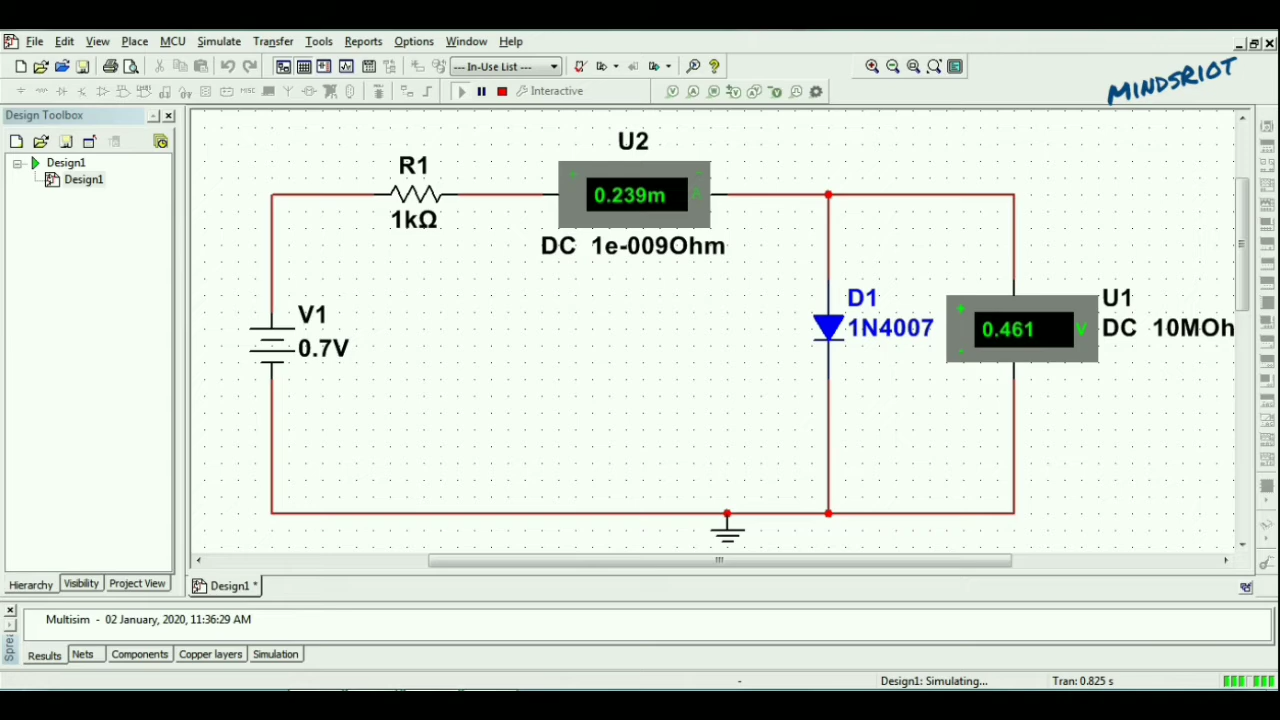 File Edit View Place MCU Simulate Transfer Tools Reports Options Window Help
--- In-Use List ---
Interactive
MINDSRIOT
Design Toolbox
Design1
Design1
U2
R1
0.239m A
1kΩ
DC 1e-009Ohm
V1
0.7V
D1
1N4007
U1
0.461 V
DC 10MOh
Hierarchy Visibility Project View
Design1 *
Multisim - 02 January, 2020, 11:36:29 AM
Spre
Results Nets Components Copper layers Simulation
- Design1: Simulating... Tran: 0.825 s